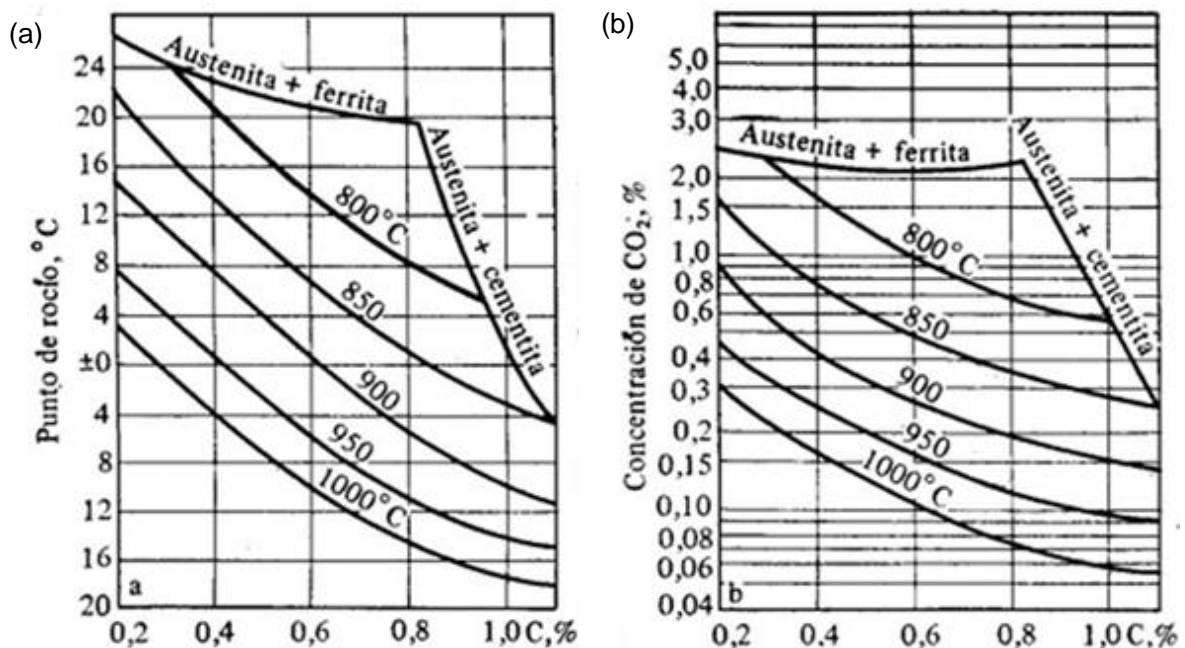 (a)
Punto de rocío, °C
24
20
16
12
8
4
±0
4
8
12
16
20
Austenita + ferrita
Austenita + cementita
800°C
850
900
950
1000°C
a
0,2 0,4 0,6 0,8 1,0 C,%
(b)
Concentración de CO2, %
5,0
4,0
3,0
2,0
1,5
1,0
0,8
0,6
0,4
0,3
0,2
0,15
0,10
0,08
0,06
0,04
Austenita + ferrita
Austenita + cementita
800°C
850
900
950
1000°C
b
0,2 0,4 0,6 0,8 1,0 C,%